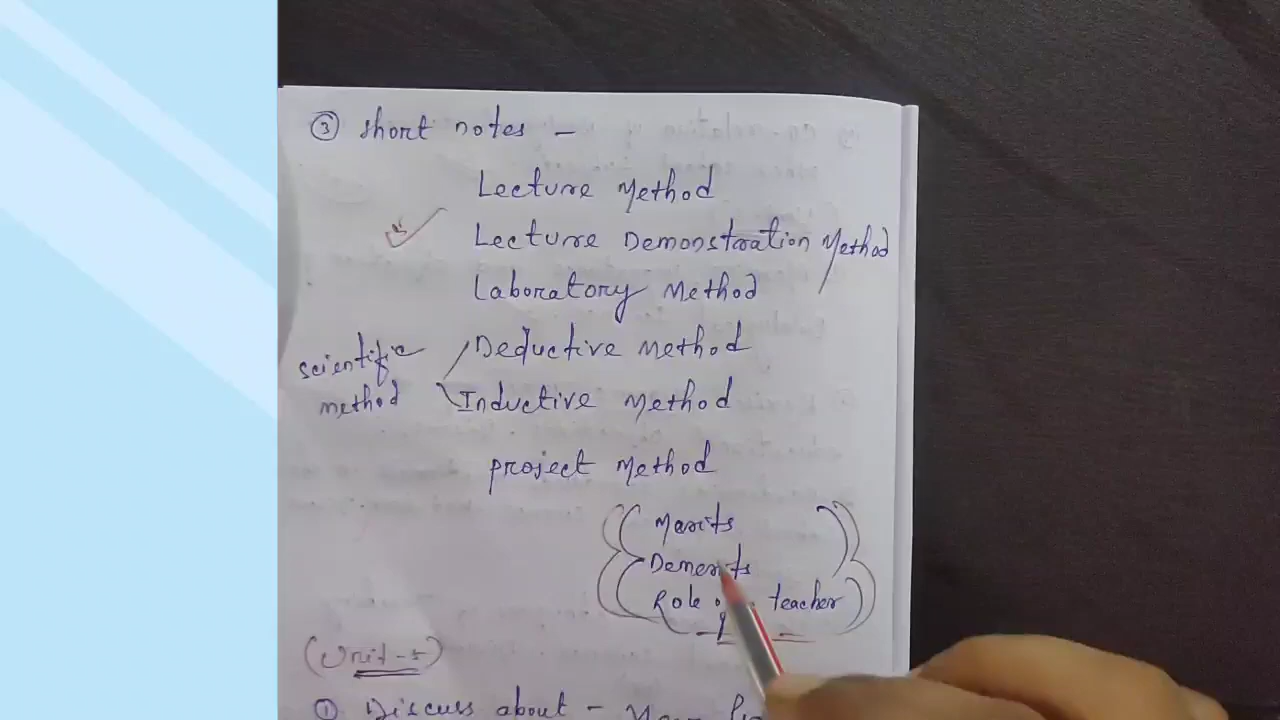 ③ short notes -
Lecture Method
Lecture Demonstration Method
Laboratory Method
scientific method
Deductive Method
Inductive Method
project Method
Merits
Demerits
Role of teacher
(Unit-5)
① Discuss about -